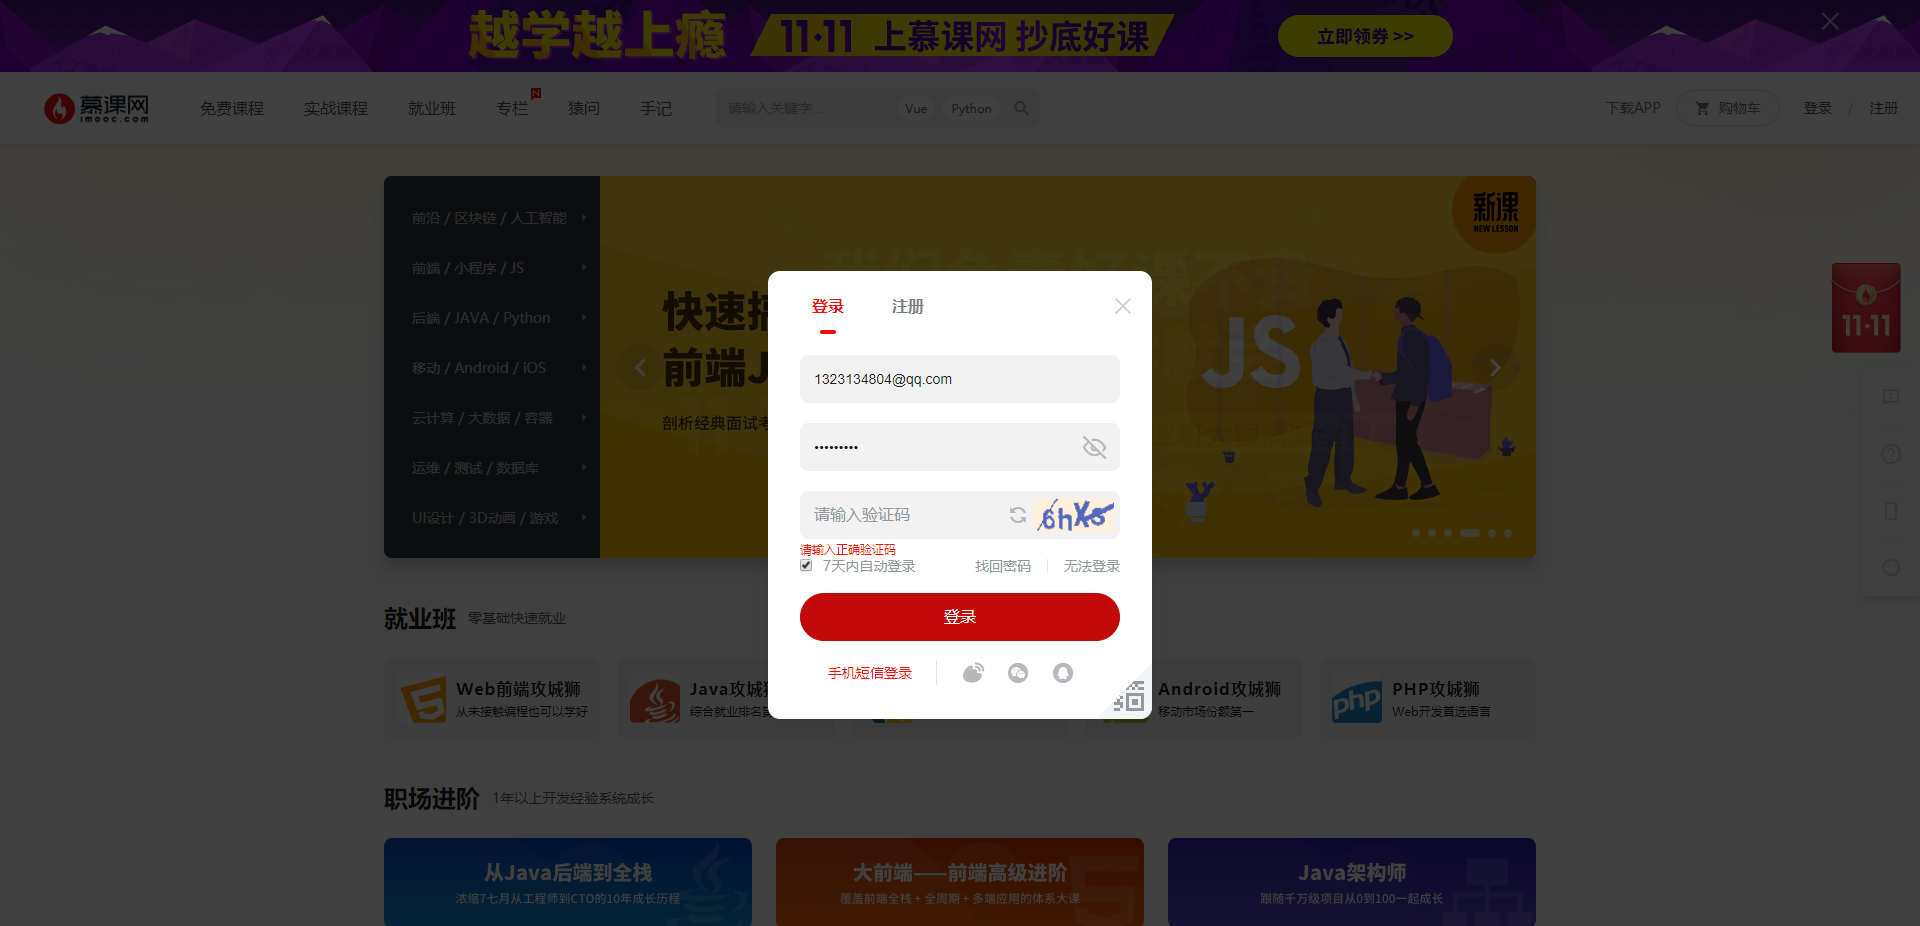 越学越上瘾
11·11 上慕课网 抄底好课
立即领券 >>
慕课网
imooc.com
免费课程
实战课程
就业班
专栏
N
猿问
手记
请输入关键字...
Vue
Python
下载APP
购物车
登录 / 注册
前沿 / 区块链 / 人工智能
前端 / 小程序 / JS
后端 / JAVA / Python
移动 / Android / iOS
云计算 / 大数据 / 容器
运维 / 测试 / 数据库
UI设计 / 3D动画 / 游戏
新课
NEW LESSON
快速搞
前端J
剖析经典面试考
JS
11·11
登录
注册
1323134804@qq.com
•••••••••
请输入验证码
6hXs
请输入正确验证码
7天内自动登录
找回密码
无法登录
登录
手机短信登录
就业班
零基础快速就业
Web前端攻城狮
从未接触编程也可以学好
Java攻城狮
综合就业排名第
Android攻城狮
移动市场份额第一
php
PHP攻城狮
Web开发首选语言
职场进阶
1年以上开发经验系统成长
从Java后端到全栈
浓缩7七月从工程师到CTO的10年成长历程
大前端——前端高级进阶
覆盖前端全栈 + 全周期 + 多端应用的体系大课
Java架构师
跟随千万级项目从0到100一起成长